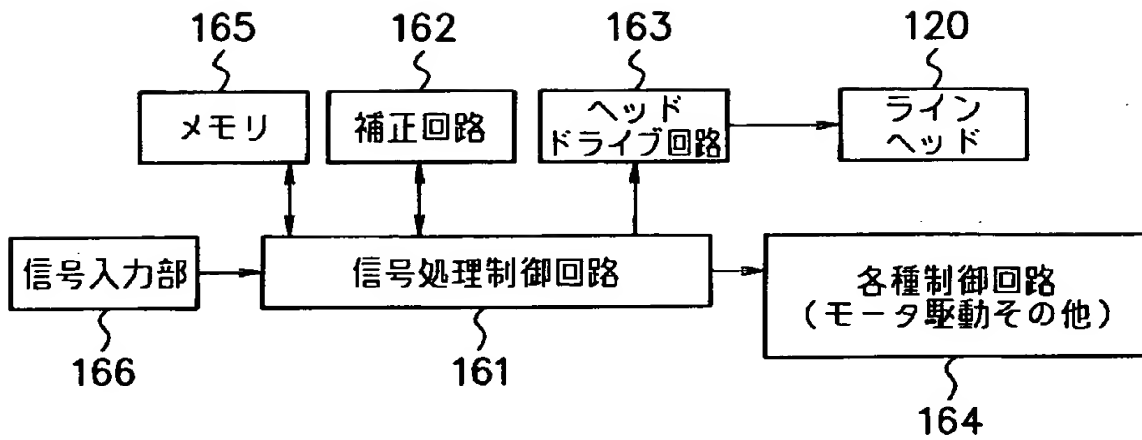 165
162
163
120
メモリ
補正回路
ヘッド
ドライブ回路
ライン
ヘッド
信号入力部
信号処理制御回路
各種制御回路
（モータ駆動その他）
166
161
164